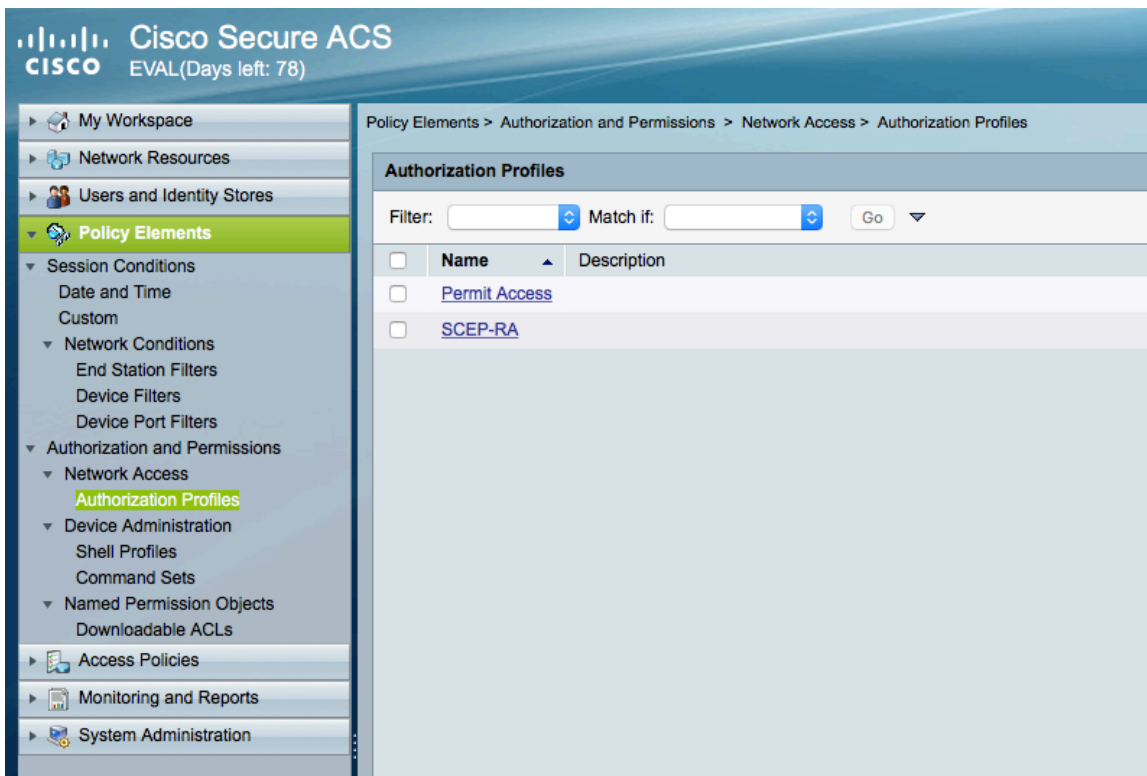 Cisco Secure ACS
CISCO
EVAL(Days left: 78)
My Workspace
Network Resources
Users and Identity Stores
Policy Elements
Session Conditions
Date and Time
Custom
Network Conditions
End Station Filters
Device Filters
Device Port Filters
Authorization and Permissions
Network Access
Authorization Profiles
Device Administration
Shell Profiles
Command Sets
Named Permission Objects
Downloadable ACLs
Access Policies
Monitoring and Reports
System Administration
Policy Elements > Authorization and Permissions > Network Access > Authorization Profiles
Authorization Profiles
Filter: Match if: Go
Name Description
Permit Access
SCEP-RA